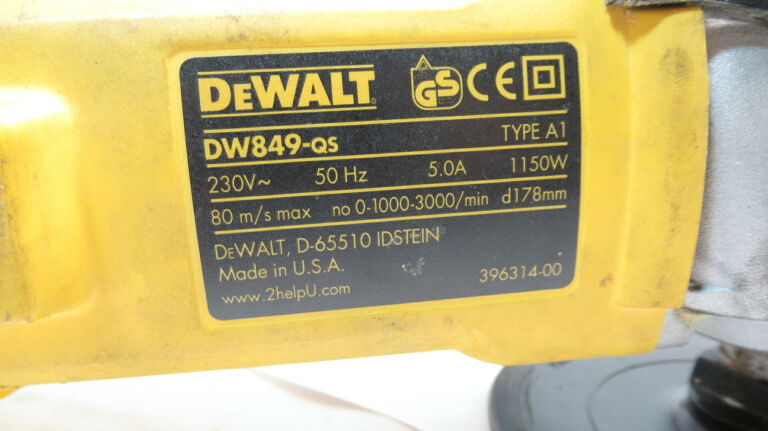 DEWALT GS CE
DW849-QS TYPE A1
230V~ 50 Hz 5.0A 1150W
80 m/s max no 0-1000-3000/min d178mm
DEWALT, D-65510 IDSTEIN
Made in U.S.A. 396314-00
www.2helpU.com